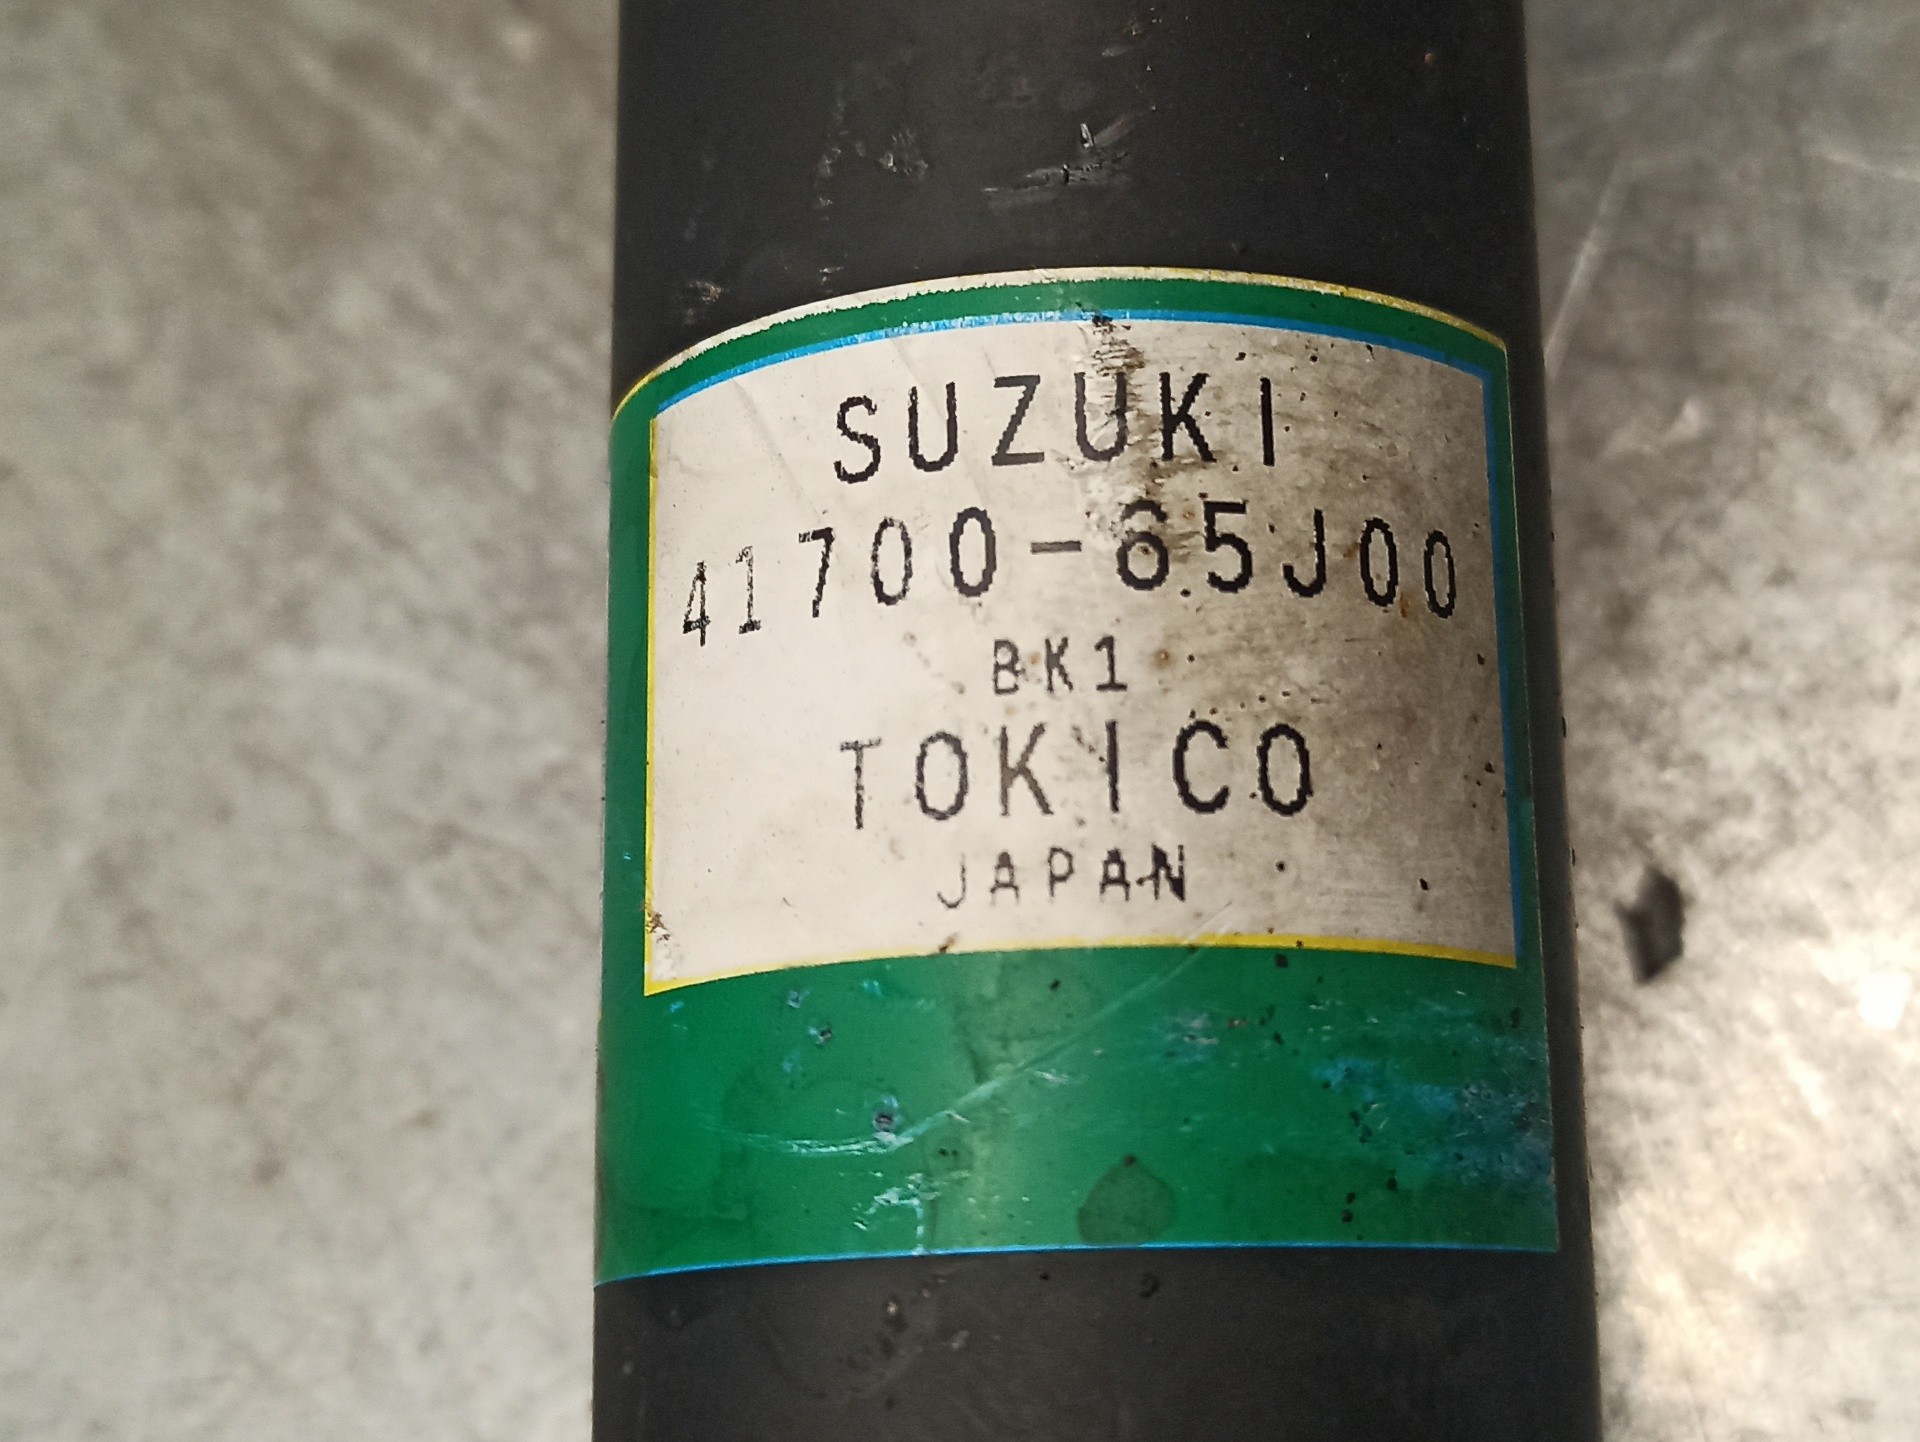 SUZUKI
41700-65J00
BK1
TOKICO
JAPAN